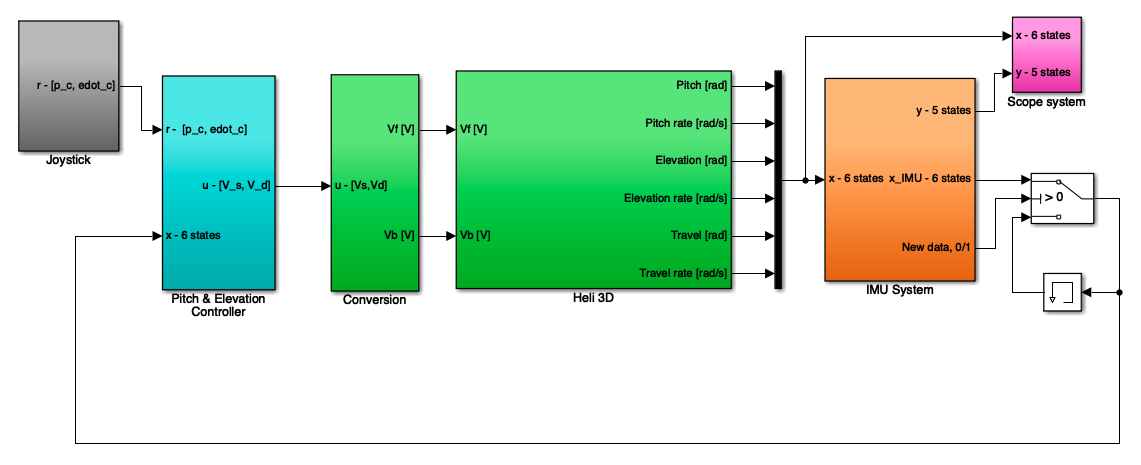 r - [p_c, edot_c]
Joystick
r - [p_c, edot_c]
u - [V_s, V_d]
x - 6 states
Pitch & Elevation
Controller
Vf [V]
u - [Vs,Vd]
Vb [V]
Conversion
Vf [V]
Vb [V]
Pitch [rad]
Pitch rate [rad/s]
Elevation [rad]
Elevation rate [rad/s]
Travel [rad]
Travel rate [rad/s]
Heli 3D
y - 5 states
x - 6 states
x_IMU - 6 states
New data, 0/1
IMU System
x - 6 states
y - 5 states
Scope system
> 0